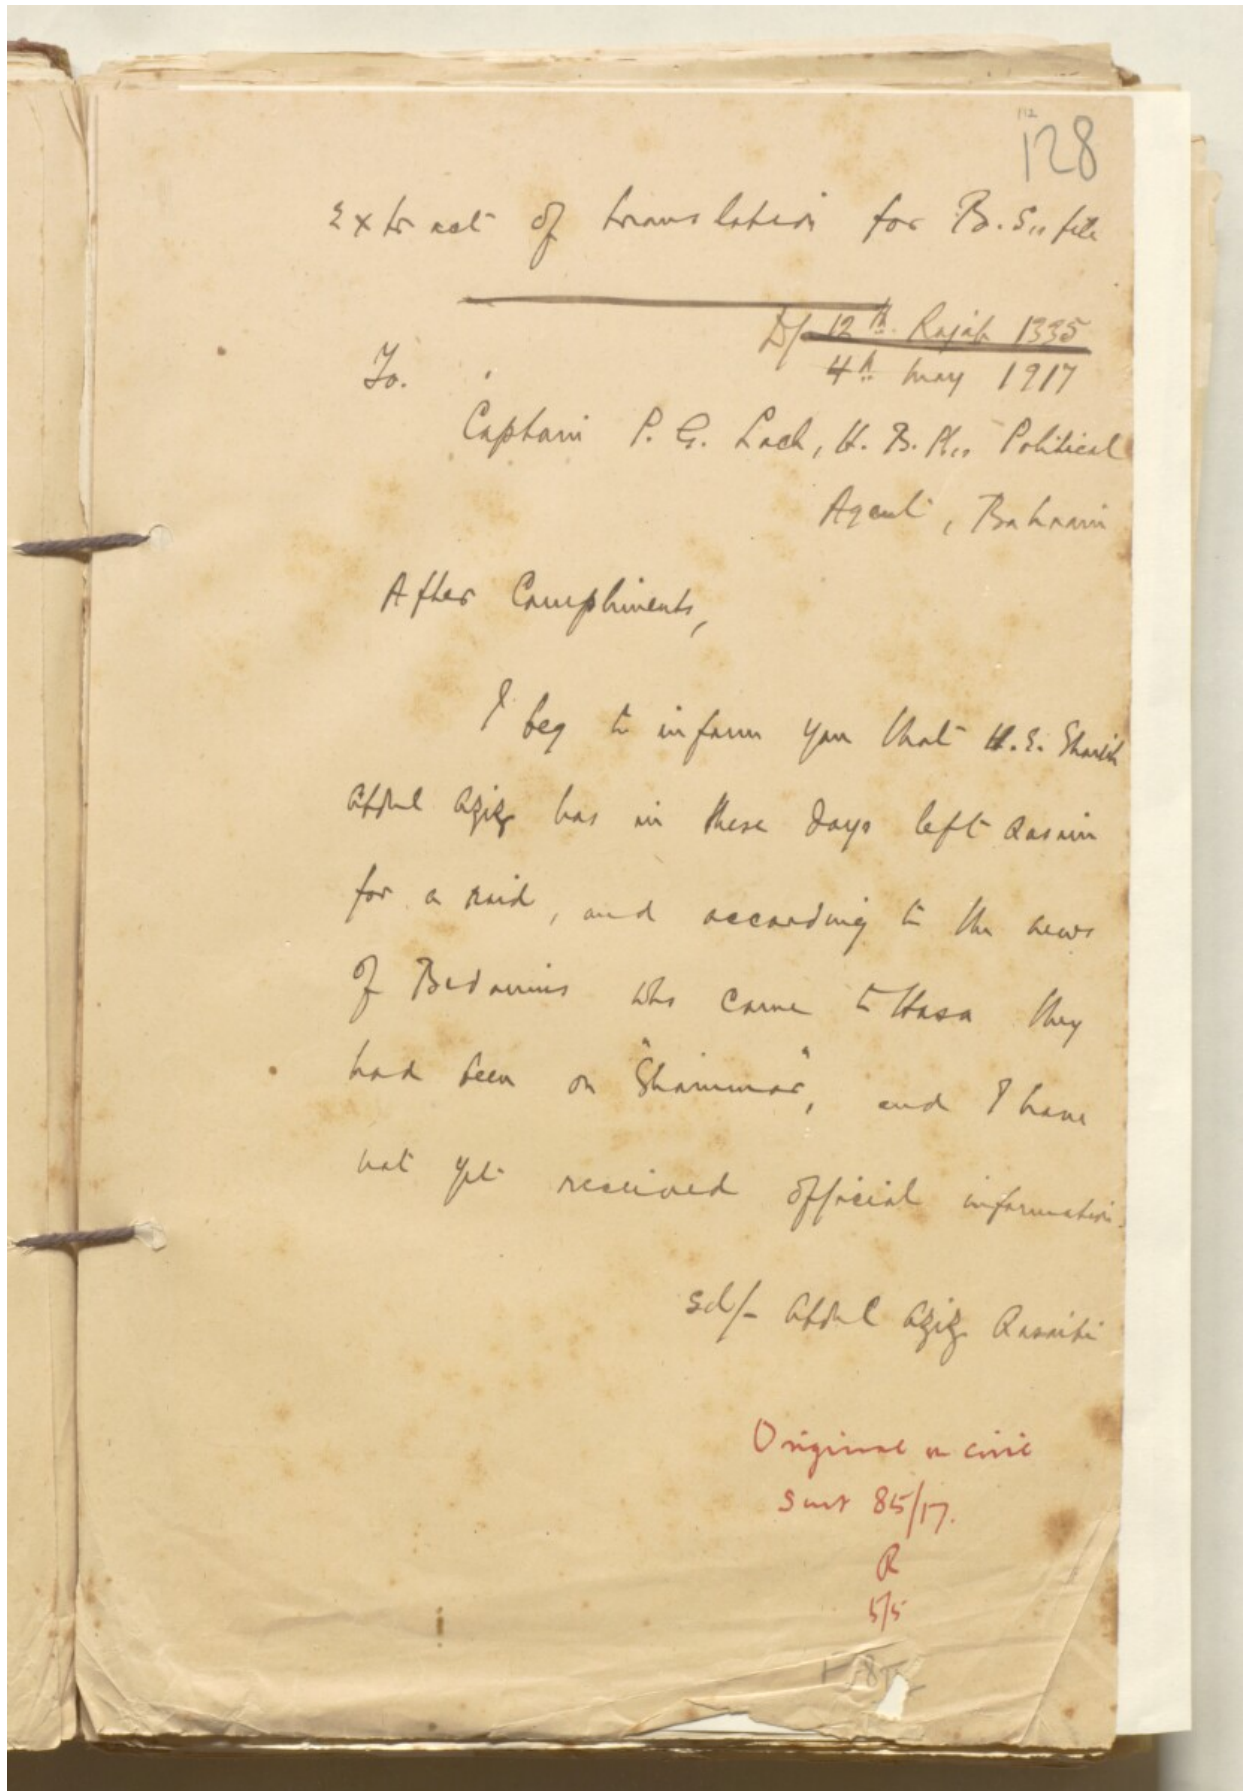 112
128
Extract of translation for B.S. file
D/ 12th Rajab 1335
4th May 1917
To.
Captain P. G. Loch, H. B. M's Political
Agent, Bahrain
After Compliments,
I beg to inform you that H.E. Shaikh
Abdul Aziz has in these days left Qasim
for a raid, and according to the news
of Bedouins who came to Hasa they
had been on "Shammar", and I have
not yet received official information.
Sd/- Abdul Aziz Qosaibi
Original in civil
Suit 85/17.
R
5/5